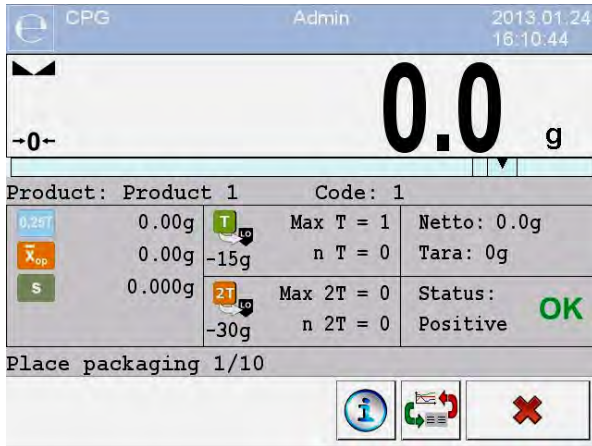 e CPG Admin 2013.01.24
16:10:44
0.0 g
→0←
Product: Product 1 Code: 1
0,25T 0.00g T LO Max T = 1 Netto: 0.0g
X̅op 0.00g -15g n T = 0 Tara: 0g
S 0.000g 2T LO Max 2T = 0 Status: OK
-30g n 2T = 0 Positive
Place packaging 1/10
i